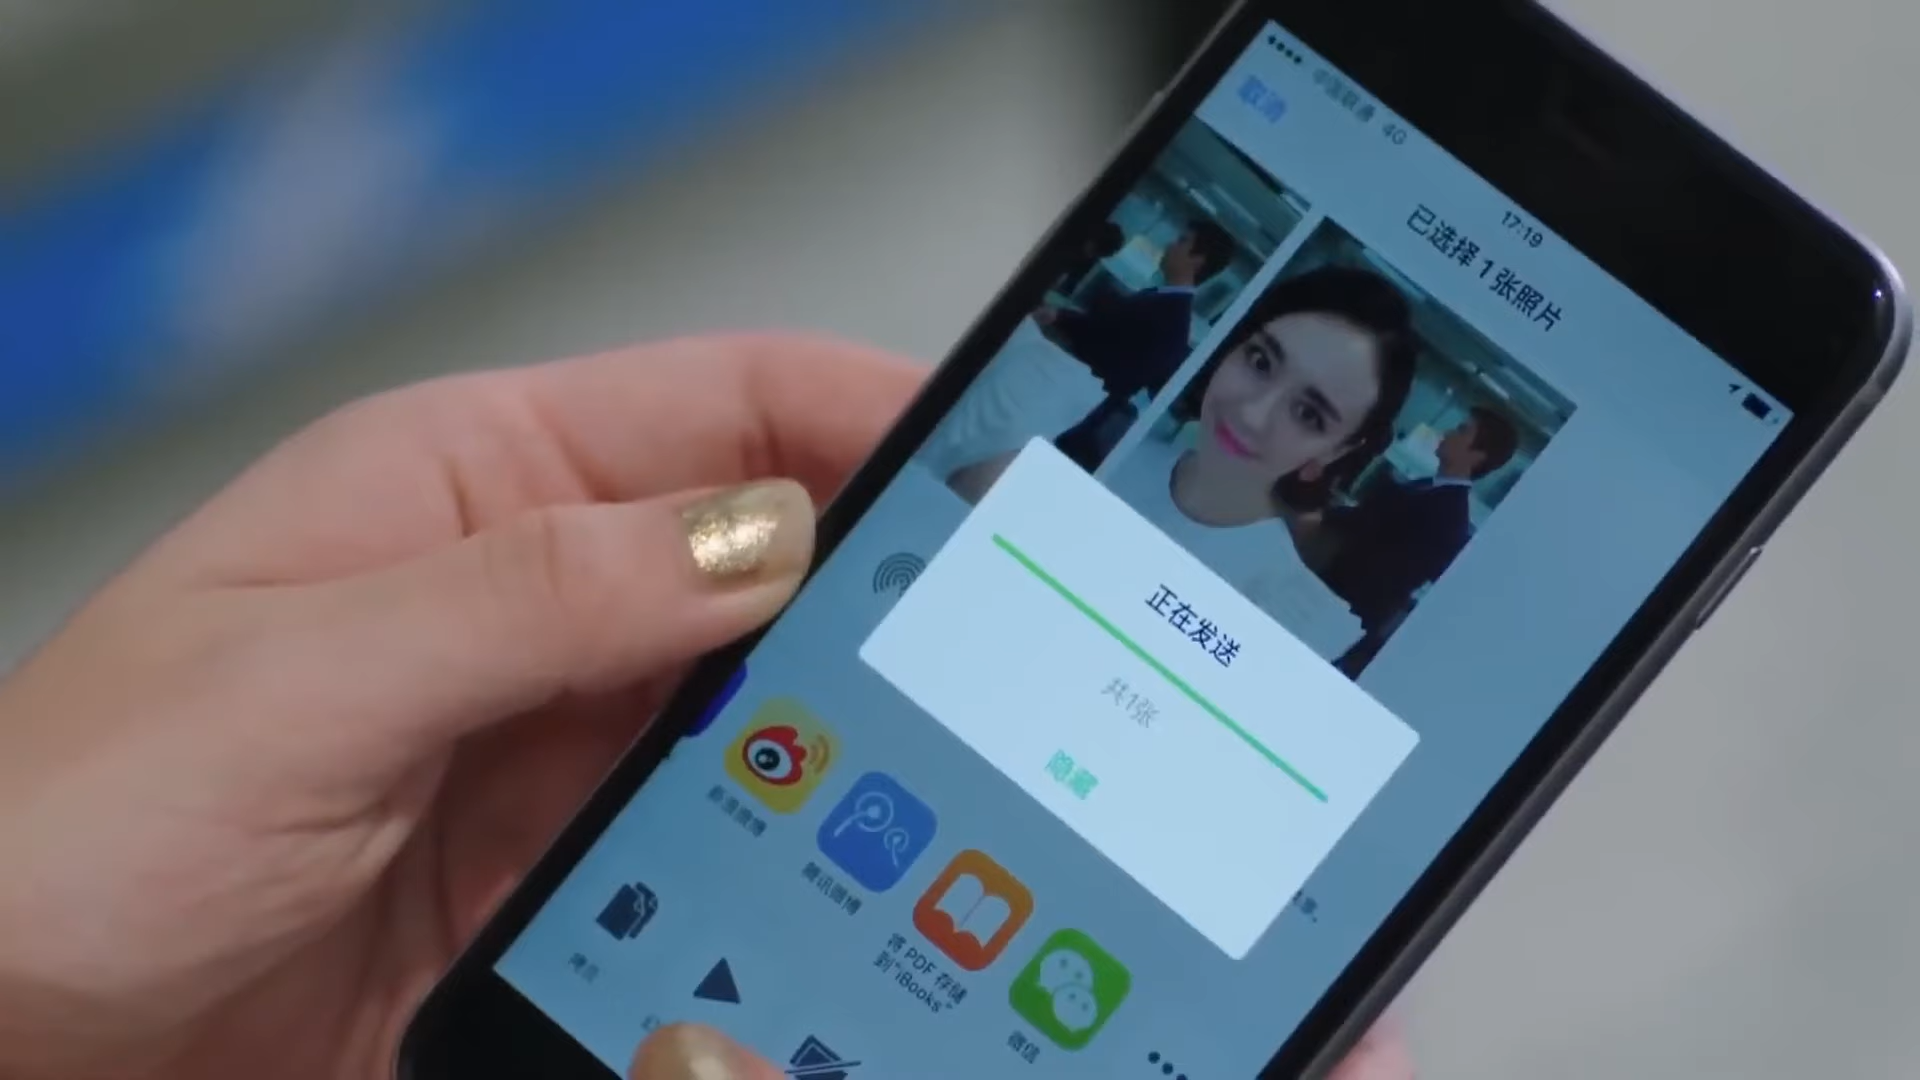 中国联通 4G
17:19
取消
已选择 1 张照片
正在发送
共1张
隐藏
新浪微博
腾讯微博
将 PDF 存储
到“iBooks”
微信
拷贝